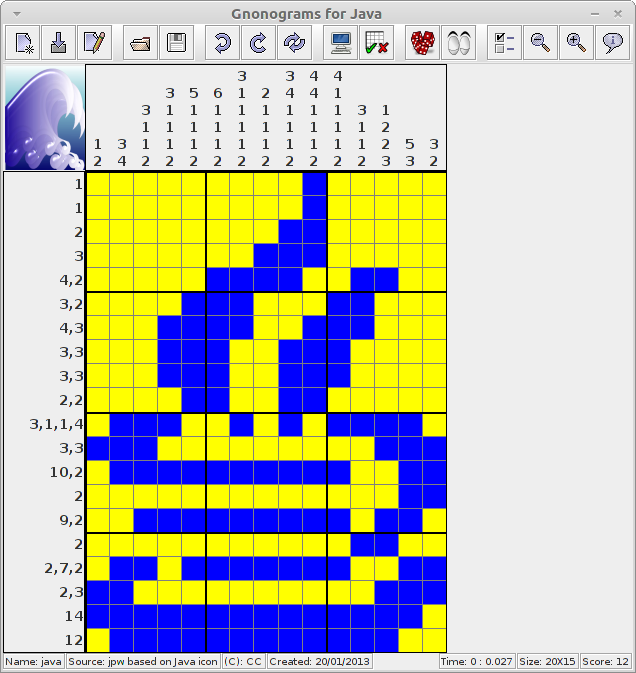 Gnonograms for Java
3 3 4 4
3 5 6 1 2 4 4 1
3 1 1 1 1 1 1 1 1 3 1
1 1 1 1 1 1 1 1 1 1 2
1 3 1 1 1 1 1 1 1 1 1 1 2 5 3
2 4 2 2 2 2 2 2 2 2 2 2 3 3 2
1
1
2
3
4,2
3,2
4,3
3,3
3,3
2,2
3,1,1,4
3,3
10,2
2
9,2
2
2,7,2
2,3
14
12
Name: java Source: jpw based on Java icon (C): CC Created: 20/01/2013 Time: 0 : 0.027 Size: 20X15 Score: 12